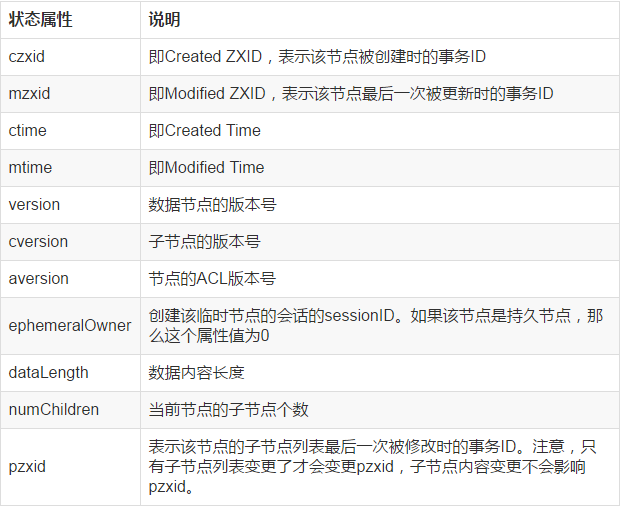 状态属性 说明
czxid 即Created ZXID，表示该节点被创建时的事务ID
mzxid 即Modified ZXID，表示该节点最后一次被更新时的事务ID
ctime 即Created Time
mtime 即Modified Time
version 数据节点的版本号
cversion 子节点的版本号
aversion 节点的ACL版本号
ephemeralOwner 创建该临时节点的会话的sessionID。如果该节点是持久节点，那
么这个属性值为0
dataLength 数据内容长度
numChildren 当前节点的子节点个数
pzxid 表示该节点的子节点列表最后一次被修改时的事务ID。注意，只
有子节点列表变更了才会变更pzxid，子节点内容变更不会影响
pzxid。